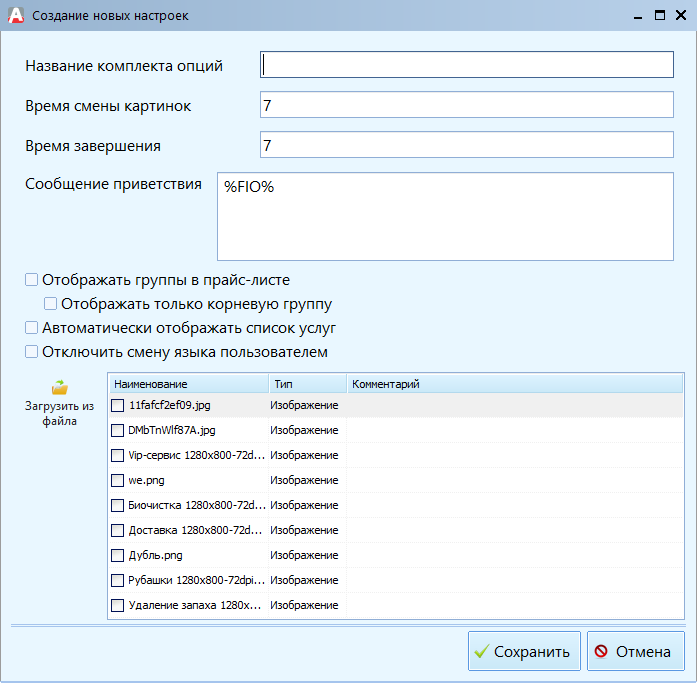 Создание новых настроек
Название комплекта опций
Время смены картинок 7
Время завершения 7
Сообщение приветствия %FIO%
Отображать группы в прайс-листе
Отображать только корневую группу
Автоматически отображать список услуг
Отключить смену языка пользователем
Загрузить из
файла
Наименование Тип Комментарий
11fafcf2ef09.jpg Изображение
DMbTnWlf87A.jpg Изображение
Vip-сервис 1280x800-72d... Изображение
we.png Изображение
Биочистка 1280x800-72d... Изображение
Доставка 1280x800-72d... Изображение
Дубль.png Изображение
Рубашки 1280x800-72dpi... Изображение
Удаление запаха 1280x... Изображение
Сохранить Отмена